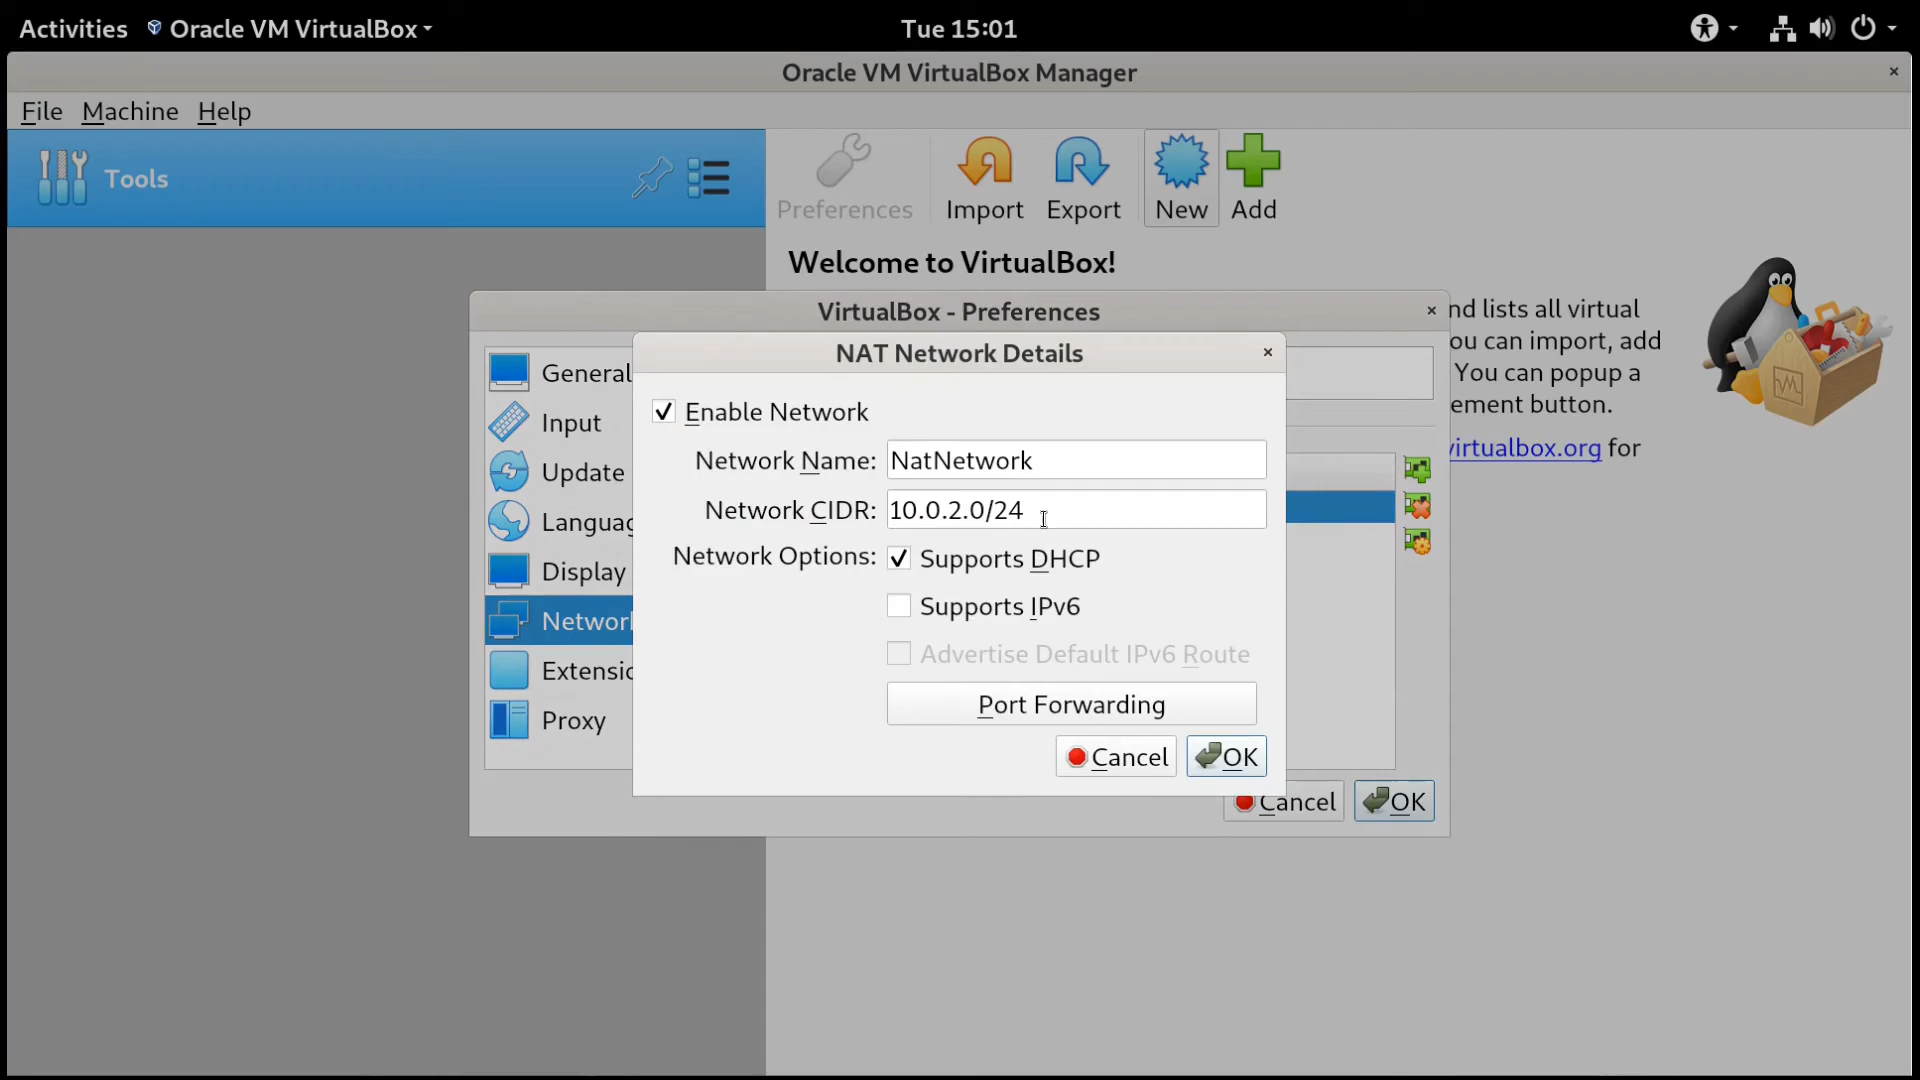 Activities Oracle VM VirtualBox Tue 15:01
Oracle VM VirtualBox Manager
File Machine Help
Tools
Preferences Import Export New Add
Welcome to VirtualBox!
nd lists all virtual
ou can import, add
You can popup a
ement button.
virtualbox.org for
VirtualBox - Preferences
General
Input
Update
Languag
Display
Network
Extensio
Proxy
Cancel OK
NAT Network Details
Enable Network
Network Name: NatNetwork
Network CIDR: 10.0.2.0/24
Network Options: Supports DHCP
Supports IPv6
Advertise Default IPv6 Route
Port Forwarding
Cancel OK